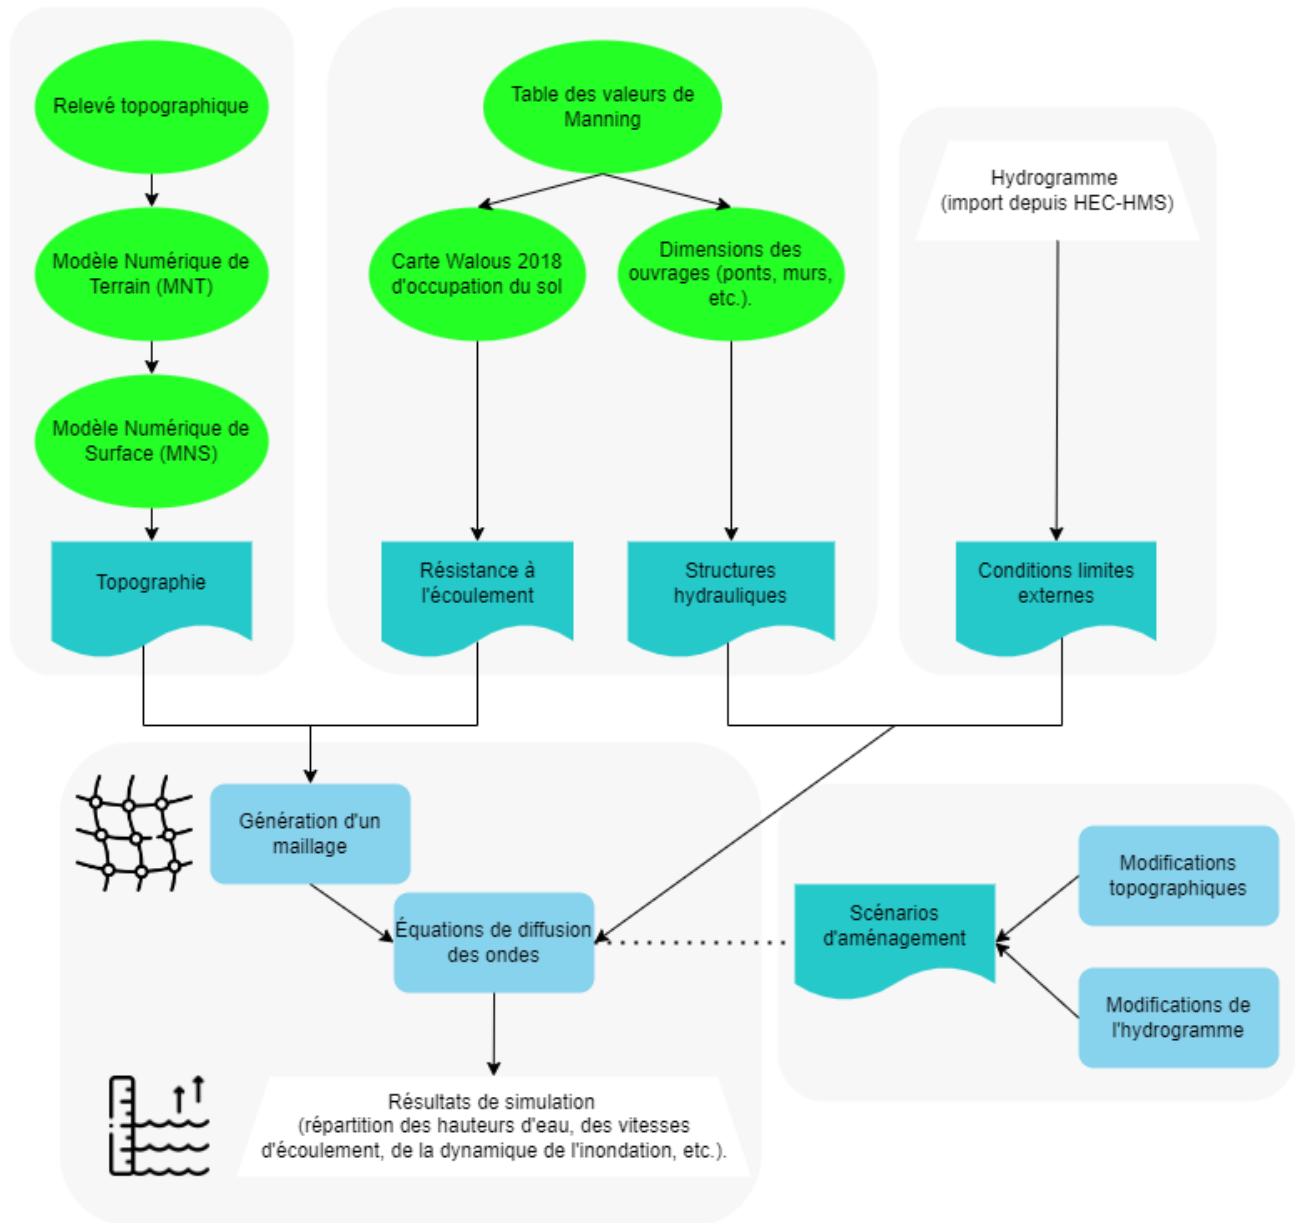 Relevé topographique
Table des valeurs de
Manning
Hydrogramme
(import depuis HEC-HMS)
Modèle Numérique de
Terrain (MNT)
Carte Walous 2018
d'occupation du sol
Dimensions des
ouvrages (ponts, murs,
etc.).
Modèle Numérique de
Surface (MNS)
Topographie
Résistance à
l'écoulement
Structures
hydrauliques
Conditions limites
externes
Génération d'un
maillage
Équations de diffusion
des ondes
Scénarios
d'aménagement
Modifications
topographiques
Modifications de
l'hydrogramme
Résultats de simulation
(répartition des hauteurs d'eau, des vitesses
d'écoulement, de la dynamique de l'inondation, etc.).